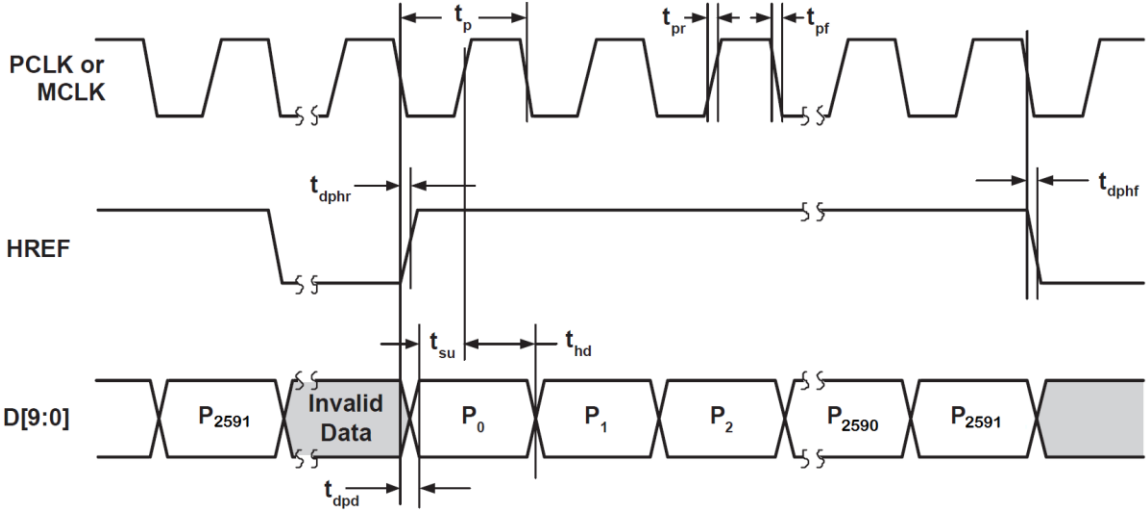 t_p
t_pr
t_pf
PCLK or
MCLK
t_dphr
t_dphf
HREF
t_su
t_hd
D[9:0]
P_2591
Invalid
Data
P_0
P_1
P_2
P_2590
P_2591
t_dpd